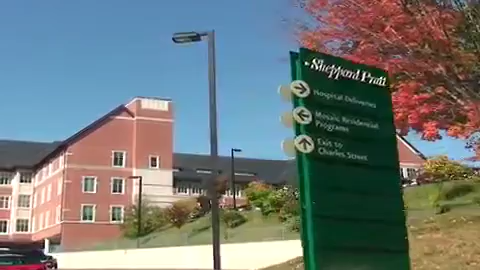 Sheppard Pratt
Hospital Deliveries
Mosaic Residential
Programs
Exit to
Charles Street